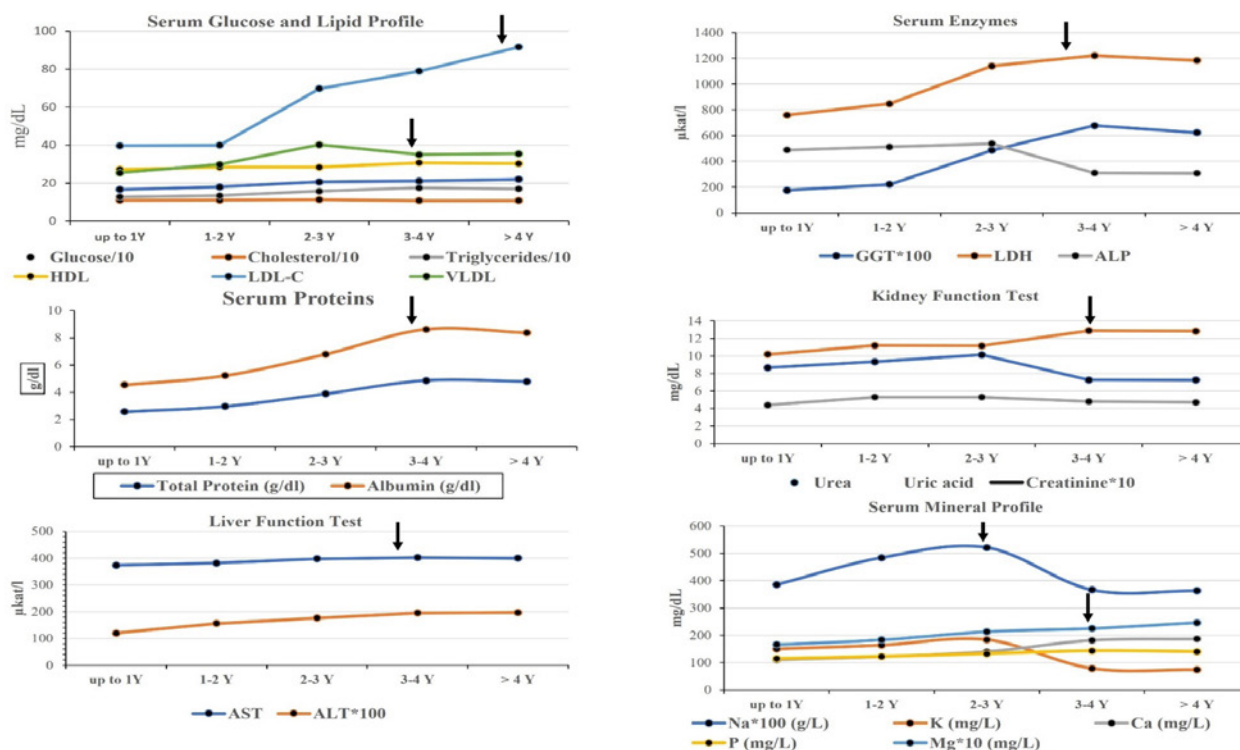 Serum Glucose and Lipid Profile
100
80
60
40
20
0
mg/dL
up to 1Y 1-2 Y 2-3 Y 3-4 Y > 4 Y
Glucose/10 Cholesterol/10 Triglycerides/10
HDL LDL-C VLDL
Serum Enzymes
1400
1200
1000
800
600
400
200
0
µkat/l
up to 1Y 1-2 Y 2-3 Y 3-4 Y > 4 Y
GGT*100 LDH ALP
Serum Proteins
10
8
6
4
2
0
g/dl
up to 1Y 1-2 Y 2-3 Y 3-4 Y > 4 Y
Total Protein (g/dl) Albumin (g/dl)
Kidney Function Test
14
12
10
8
6
4
2
0
mg/dL
up to 1Y 1-2 Y 2-3 Y 3-4 Y > 4 Y
Urea Uric acid Creatinine*10
Liver Function Test
500
400
300
200
100
0
µkat/l
up to 1Y 1-2 Y 2-3 Y 3-4 Y > 4 Y
AST ALT*100
Serum Mineral Profile
600
500
400
300
200
100
0
mg/dL
up to 1Y 1-2 Y 2-3 Y 3-4 Y > 4 Y
Na*100 (g/L) K (mg/L) Ca (mg/L)
P (mg/L) Mg*10 (mg/L)